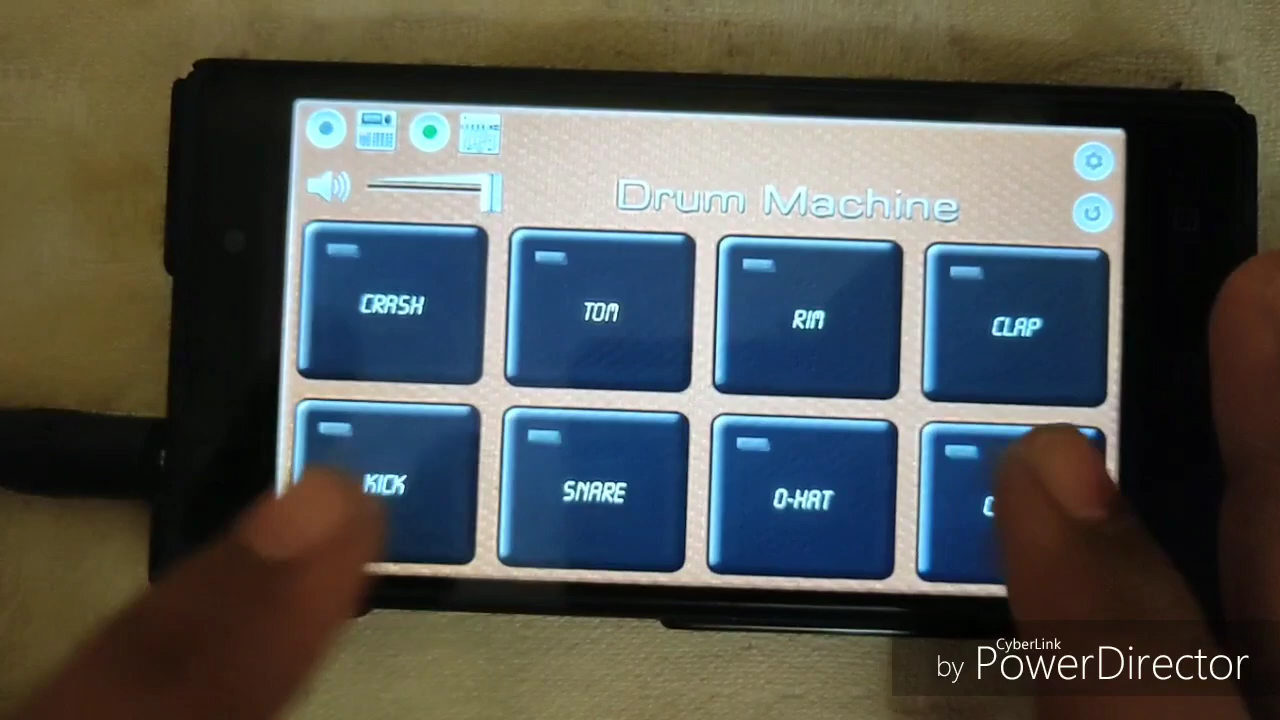 Drum Machine
CRASH
TOM
RIM
CLAP
KICK
SNARE
O-HAT
CyberLink
by PowerDirector